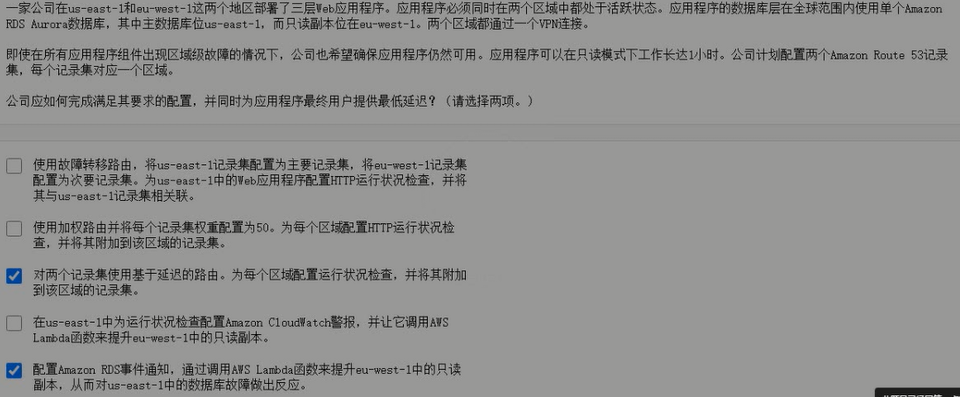 一家公司在us-east-1和eu-west-1这两个地区部署了三层Web应用程序。应用程序必须同时在两个区域中都处于活跃状态。应用程序的数据库层在全球范围内使用单个Amazon
RDS Aurora数据库，其中主数据库位us-east-1，而只读副本位在eu-west-1。两个区域都通过一个VPN连接。
即使在所有应用程序组件出现区域级故障的情况下，公司也希望确保应用程序仍然可用。应用程序可以在只读模式下工作长达1小时。公司计划配置两个Amazon Route 53记录
集，每个记录集对应一个区域。
公司应如何完成满足其要求的配置，并同时为应用程序最终用户提供最低延迟？（请选择两项。）
使用故障转移路由，将us-east-1记录集配置为主要记录集，将eu-west-1记录集
配置为次要记录集。为us-east-1中的Web应用程序配置HTTP运行状况检查，并将
其与us-east-1记录集相关联。
使用加权路由并将每个记录集权重配置为50。为每个区域配置HTTP运行状况检
查，并将其附加到该区域的记录集。
对两个记录集使用基于延迟的路由。为每个区域配置运行状况检查，并将其附加
到该区域的记录集。
在us-east-1中为运行状况检查配置Amazon CloudWatch警报，并让它调用AWS
Lambda函数来提升eu-west-1中的只读副本。
配置Amazon RDS事件通知，通过调用AWS Lambda函数来提升eu-west-1中的只读
副本，从而对us-east-1中的数据库故障做出反应。